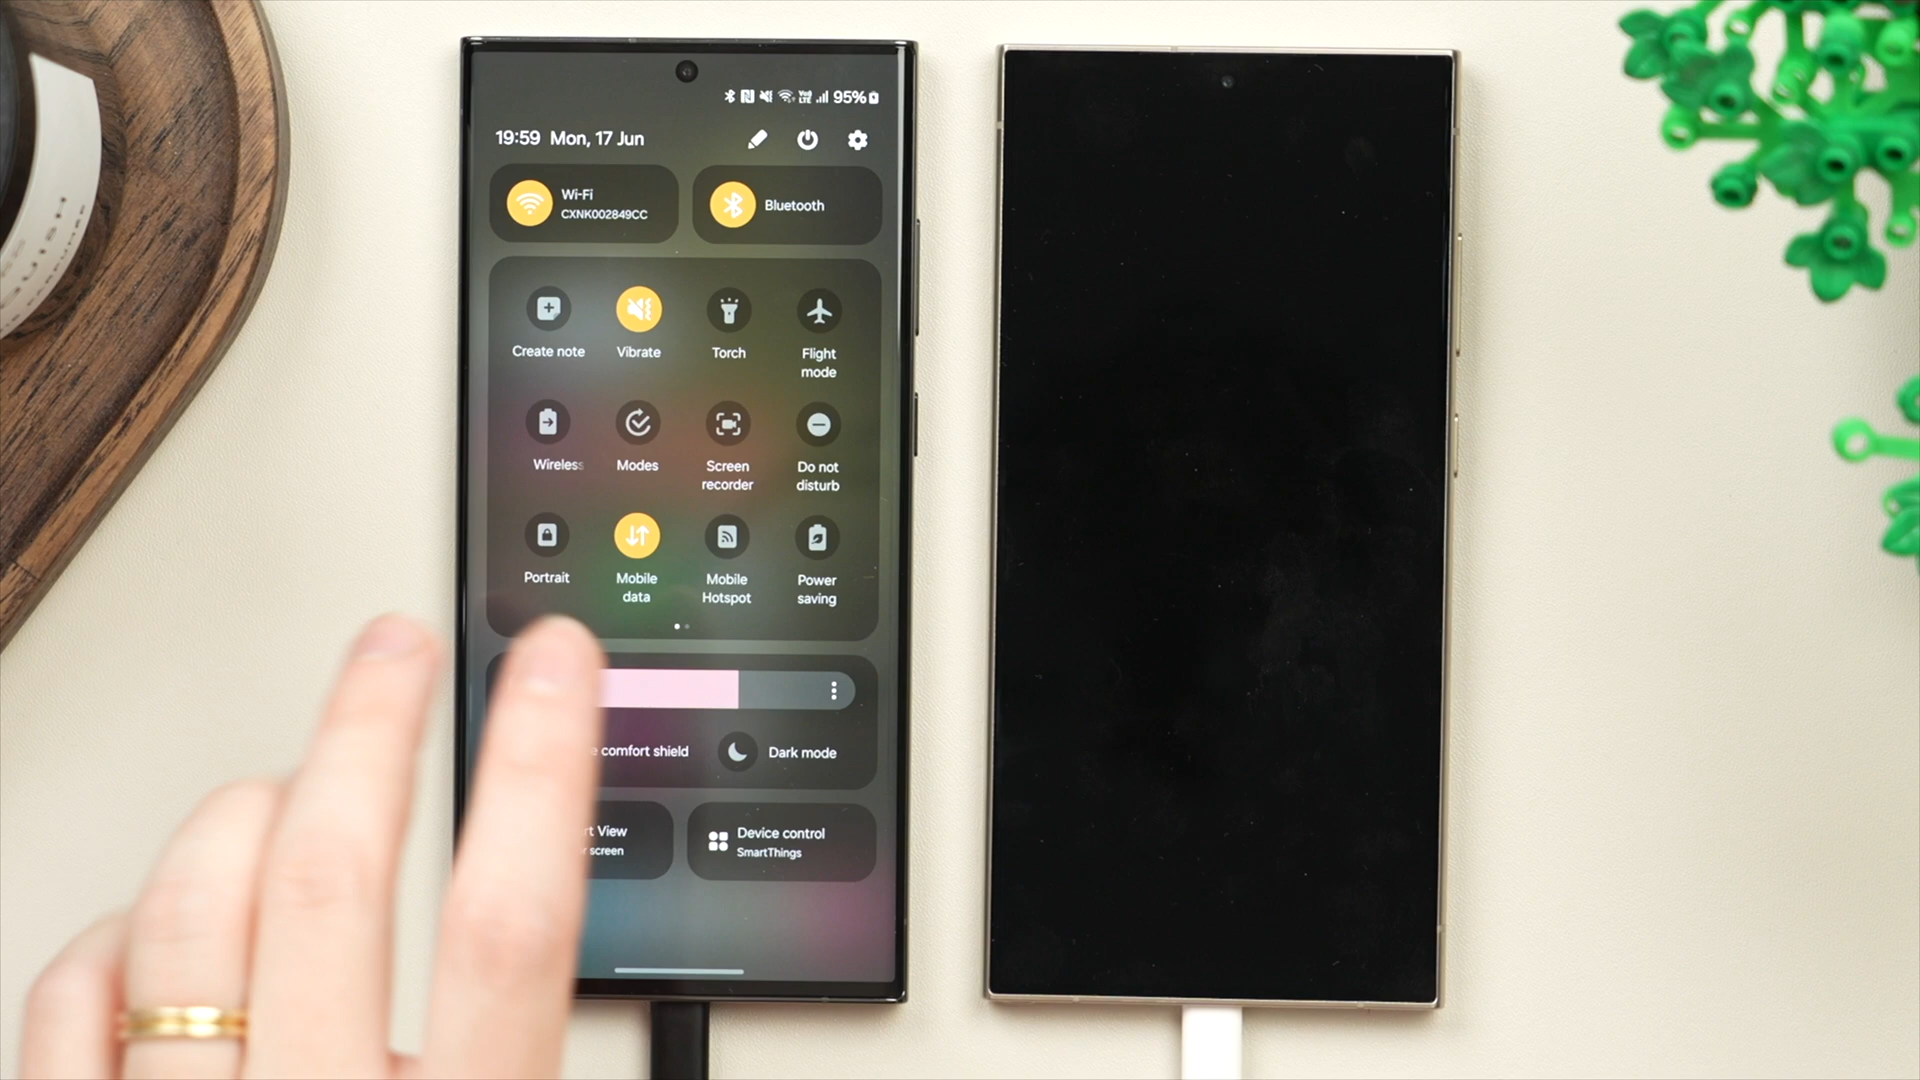 95%
19:59 Mon, 17 Jun
Wi-Fi
CXNK002849CC
Bluetooth
Create note
Vibrate
Torch
Flight
mode
Wireless
Modes
Screen
recorder
Do not
disturb
Portrait
Mobile
data
Mobile
Hotspot
Power
saving
comfort shield
Dark mode
View
screen
Device control
SmartThings